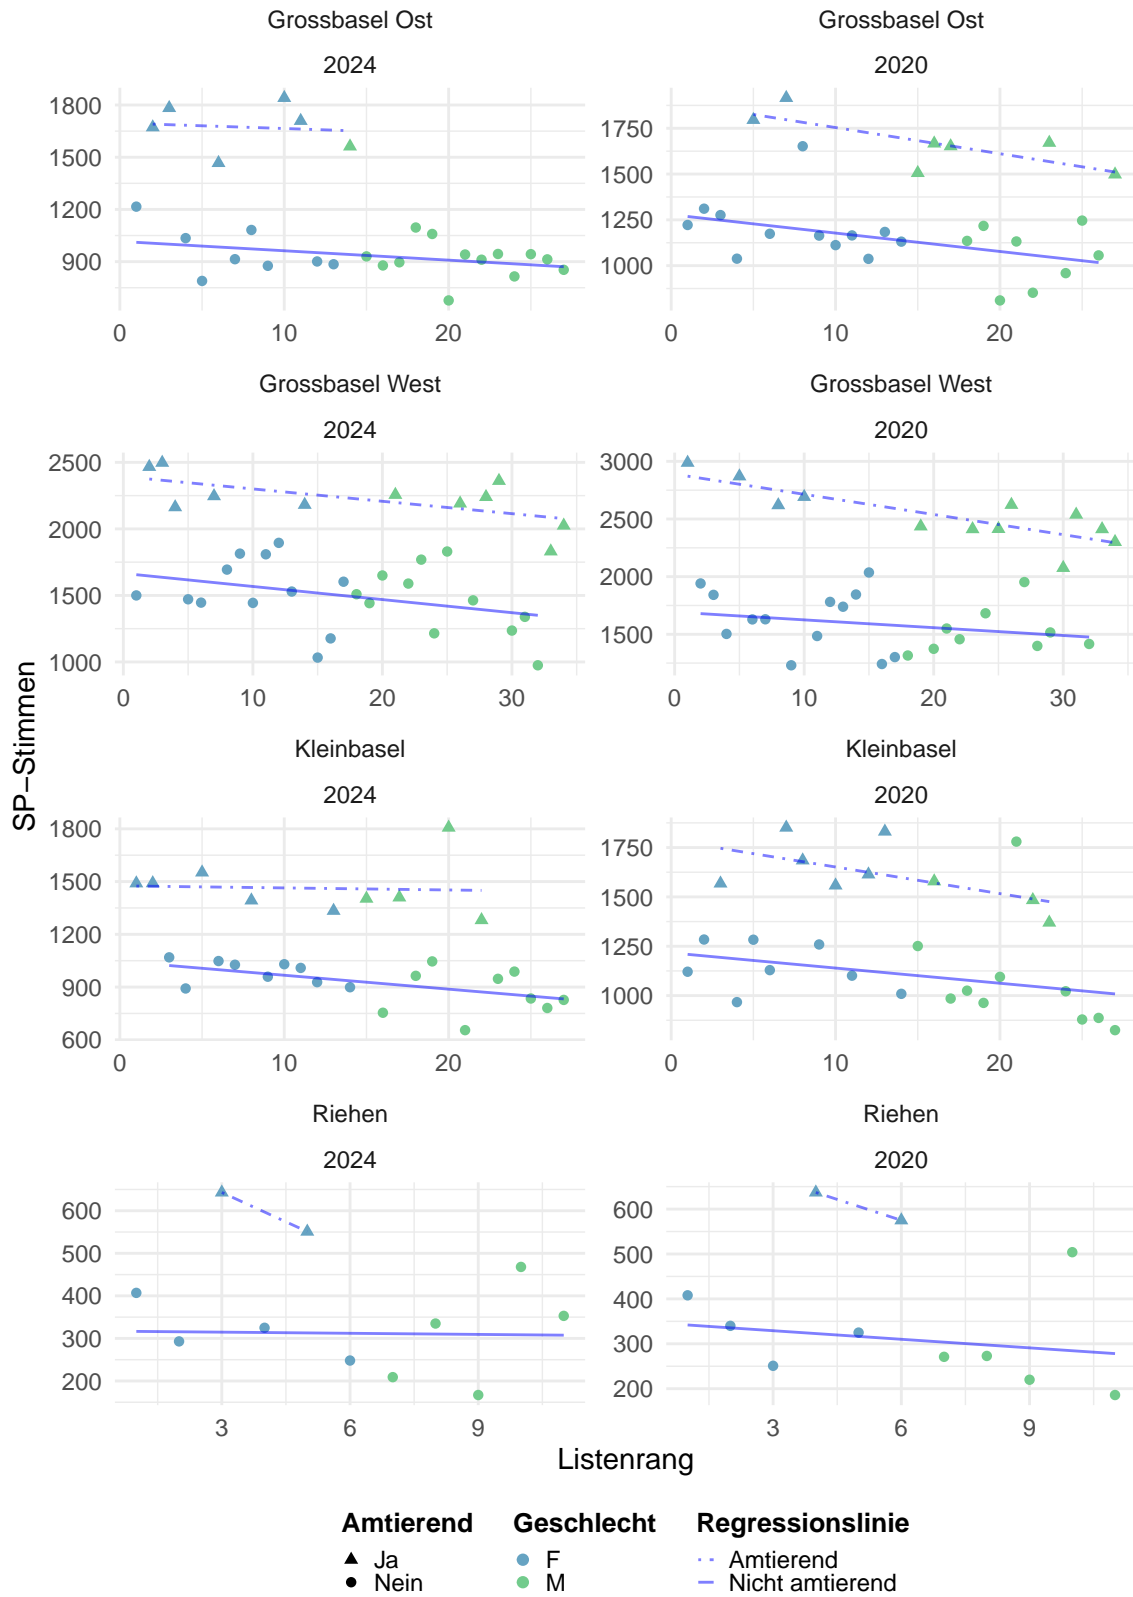 Grossbasel Ost Grossbasel Ost
2024 2020
1800
1500
1200
900
0 10 20
1750
1500
1250
1000
0 10 20
Grossbasel West Grossbasel West
2024 2020
2500
2000
1500
1000
0 10 20 30
3000
2500
2000
1500
0 10 20 30
Kleinbasel Kleinbasel
2024 2020
1800
1500
1200
900
600
0 10 20
1750
1500
1250
1000
0 10 20
Riehen Riehen
2024 2020
600
500
400
300
200
3 6 9
600
500
400
300
200
3 6 9
SP−Stimmen
Listenrang
Amtierend Geschlecht Regressionslinie
Ja F Amtierend
Nein M Nicht amtierend